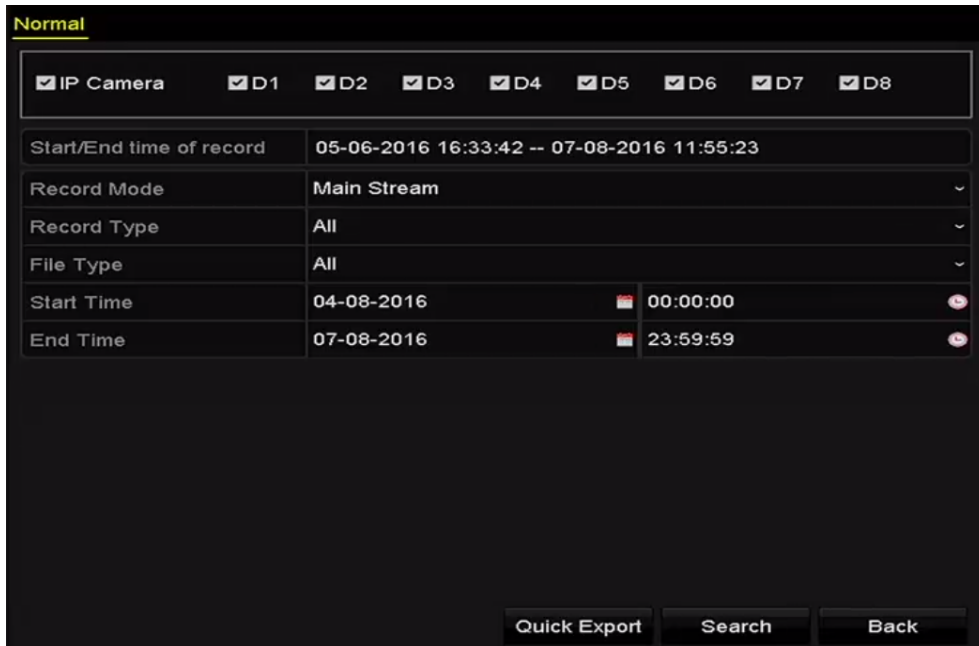 Normal
IP Camera D1 D2 D3 D4 D5 D6 D7 D8
Start/End time of record 05-06-2016 16:33:42 -- 07-08-2016 11:55:23
Record Mode Main Stream
Record Type All
File Type All
Start Time 04-08-2016 00:00:00
End Time 07-08-2016 23:59:59
Quick Export Search Back